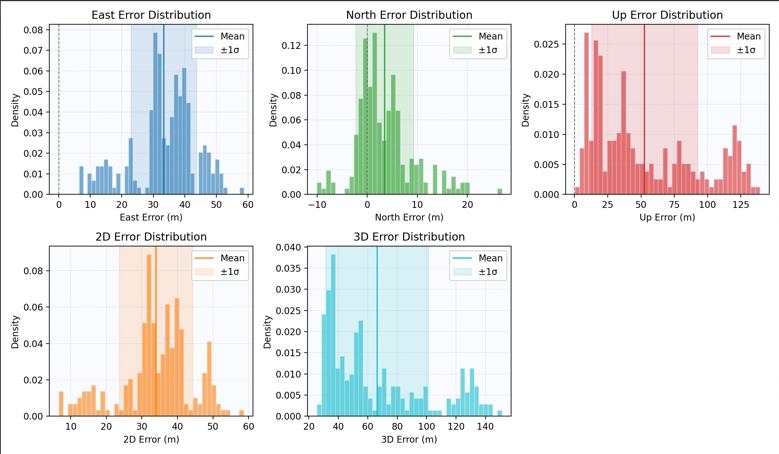 East Error Distribution
Mean
±1σ
Density
0.08
0.07
0.06
0.05
0.04
0.03
0.02
0.01
0.00
0 10 20 30 40 50 60
East Error (m)
North Error Distribution
Mean
±1σ
Density
0.12
0.10
0.08
0.06
0.04
0.02
0.00
−10 0 10 20
North Error (m)
Up Error Distribution
Mean
±1σ
Density
0.025
0.020
0.015
0.010
0.005
0.000
0 25 50 75 100 125
Up Error (m)
2D Error Distribution
Mean
±1σ
Density
0.08
0.06
0.04
0.02
0.00
10 20 30 40 50 60
2D Error (m)
3D Error Distribution
Mean
±1σ
Density
0.040
0.035
0.030
0.025
0.020
0.015
0.010
0.005
0.000
20 40 60 80 100 120 140
3D Error (m)